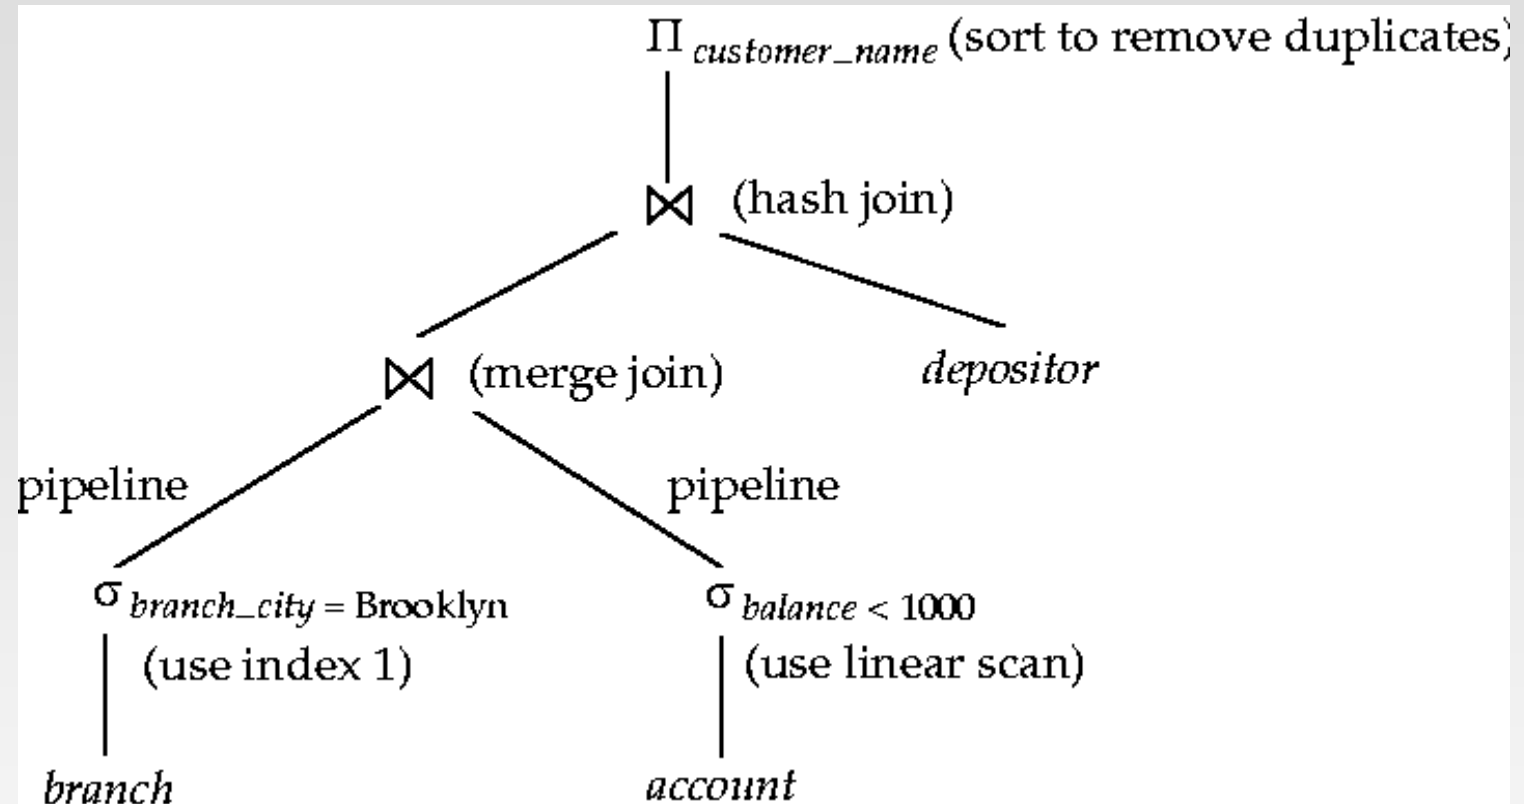 Π customer_name (sort to remove duplicates)
⋈ (hash join)
⋈ (merge join)
depositor
pipeline
pipeline
σ branch_city = Brooklyn
σ balance < 1000
(use index 1)
(use linear scan)
branch
account